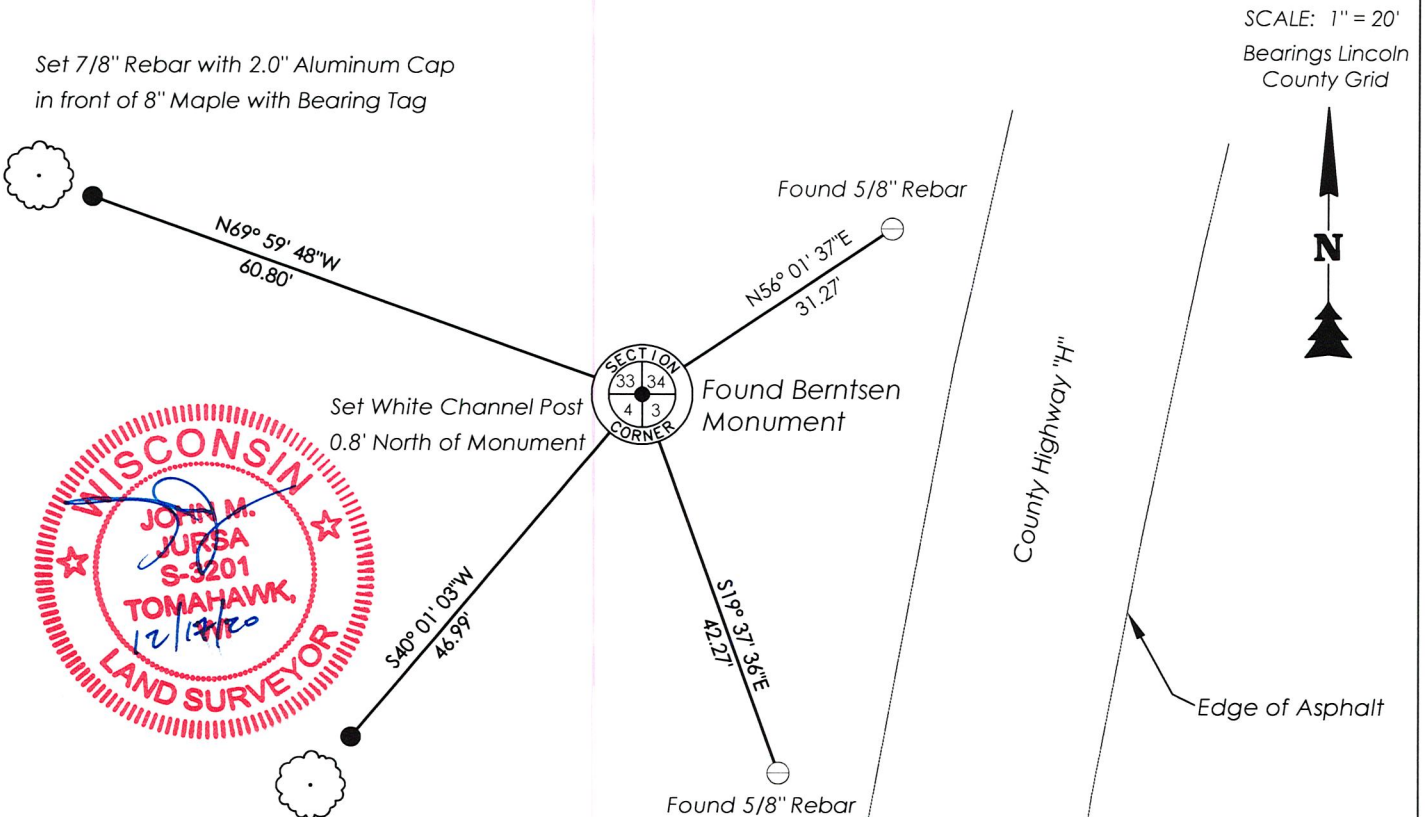 SCALE: 1" = 20'
Bearings Lincoln
County Grid
N
Set 7/8" Rebar with 2.0" Aluminum Cap
in front of 8" Maple with Bearing Tag
Found 5/8" Rebar
N69° 59' 48"W
60.80'
N56° 01' 37"E
31.27'
SECTION
33 34
4 3
CORNER
Found Berntsen
Monument
Set White Channel Post
0.8' North of Monument
County Highway "H"
WISCONSIN
JOHN M.
JURSA
S-3201
TOMAHAWK,
WI
LAND SURVEYOR
S40° 01' 03"W
46.99'
S19° 37' 36"E
42.27'
Edge of Asphalt
Found 5/8" Rebar